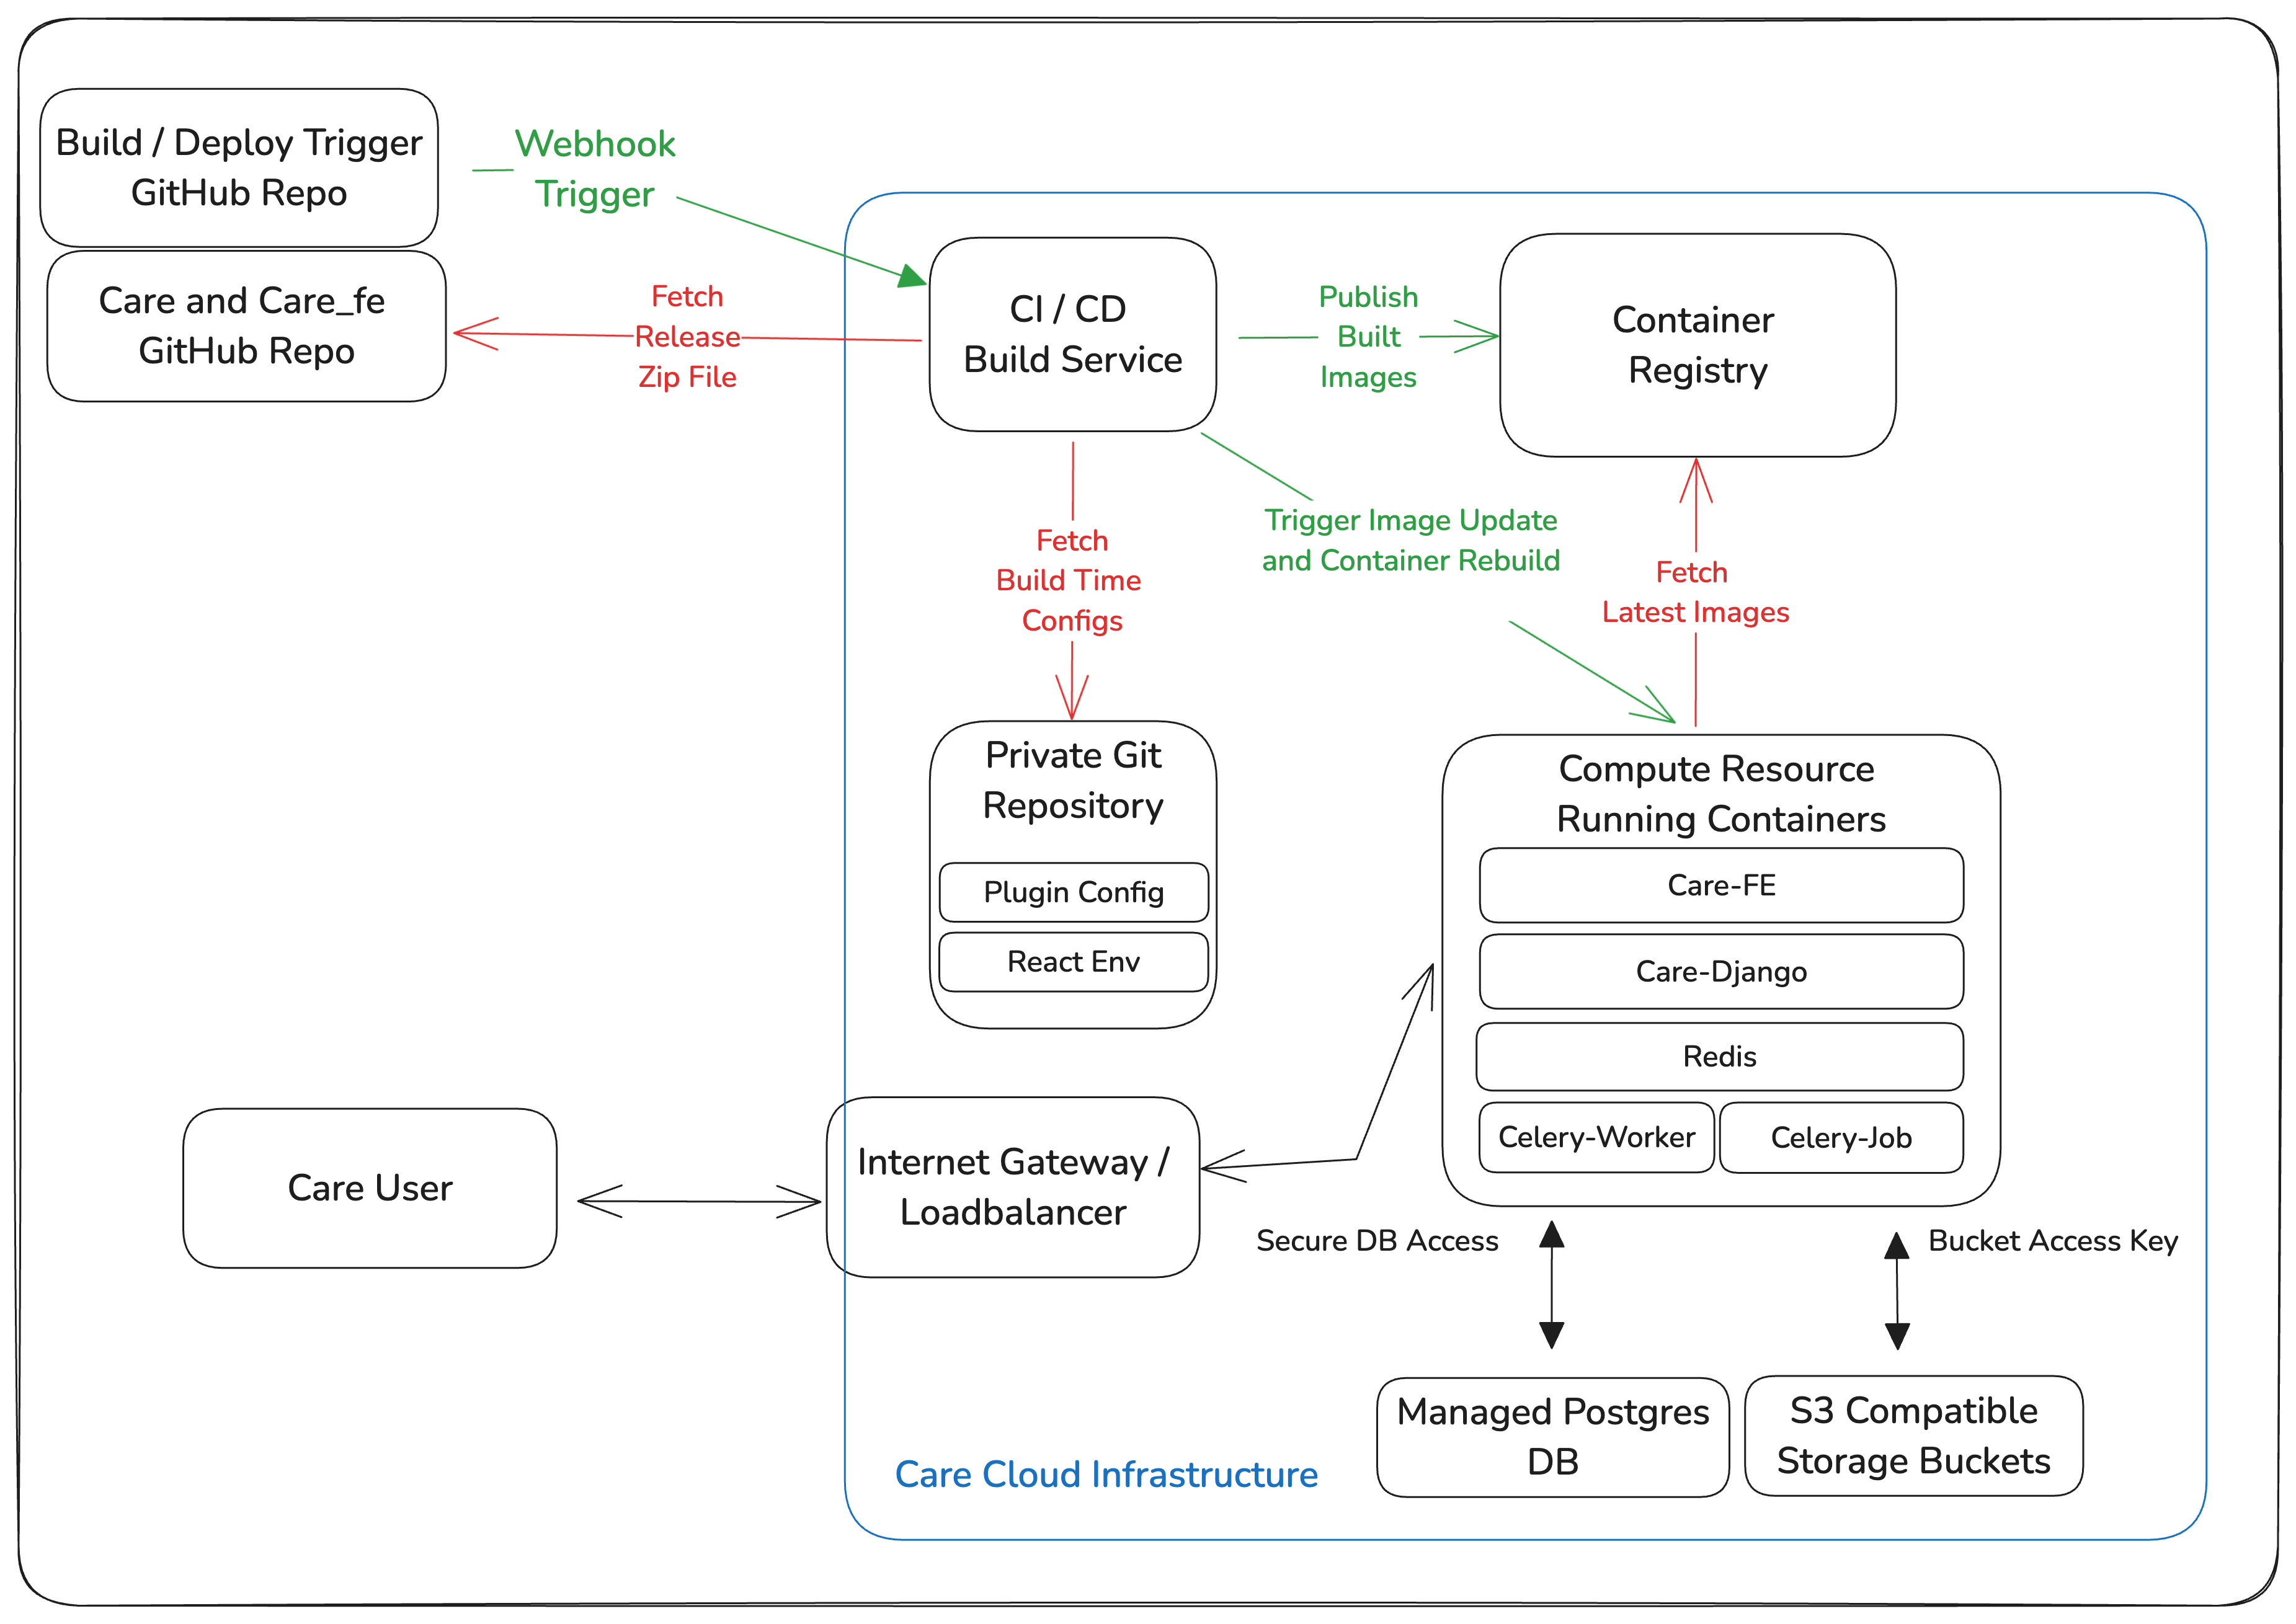 Build / Deploy Trigger
GitHub Repo
Webhook
Trigger
Care and Care_fe
GitHub Repo
Fetch
Release
Zip File
CI / CD
Build Service
Publish
Built
Images
Container
Registry
Trigger Image Update
and Container Rebuild
Fetch
Build Time
Configs
Fetch
Latest Images
Private Git
Repository
Plugin Config
React Env
Compute Resource
Running Containers
Care-FE
Care-Django
Redis
Celery-Worker
Celery-Job
Care User
Internet Gateway /
Loadbalancer
Secure DB Access
Bucket Access Key
Managed Postgres
DB
S3 Compatible
Storage Buckets
Care Cloud Infrastructure